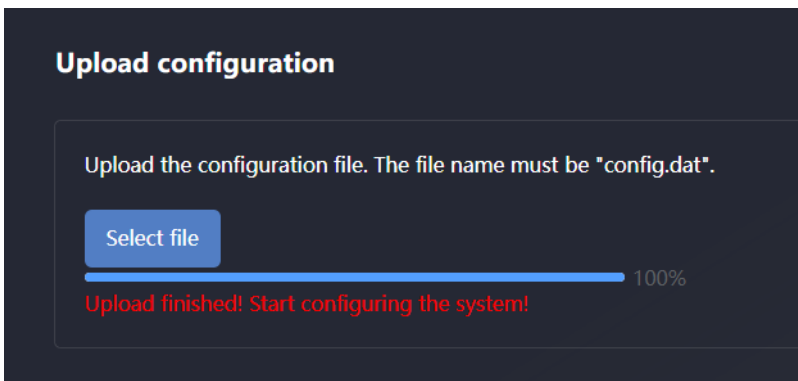 Upload configuration
Upload the configuration file. The file name must be "config.dat".
Select file
100%
Upload finished! Start configuring the system!